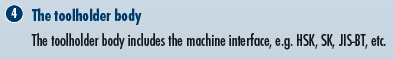 4 The toolholder body
The toolholder body includes the machine interface, e.g. HSK, SK, JIS-BT, etc.